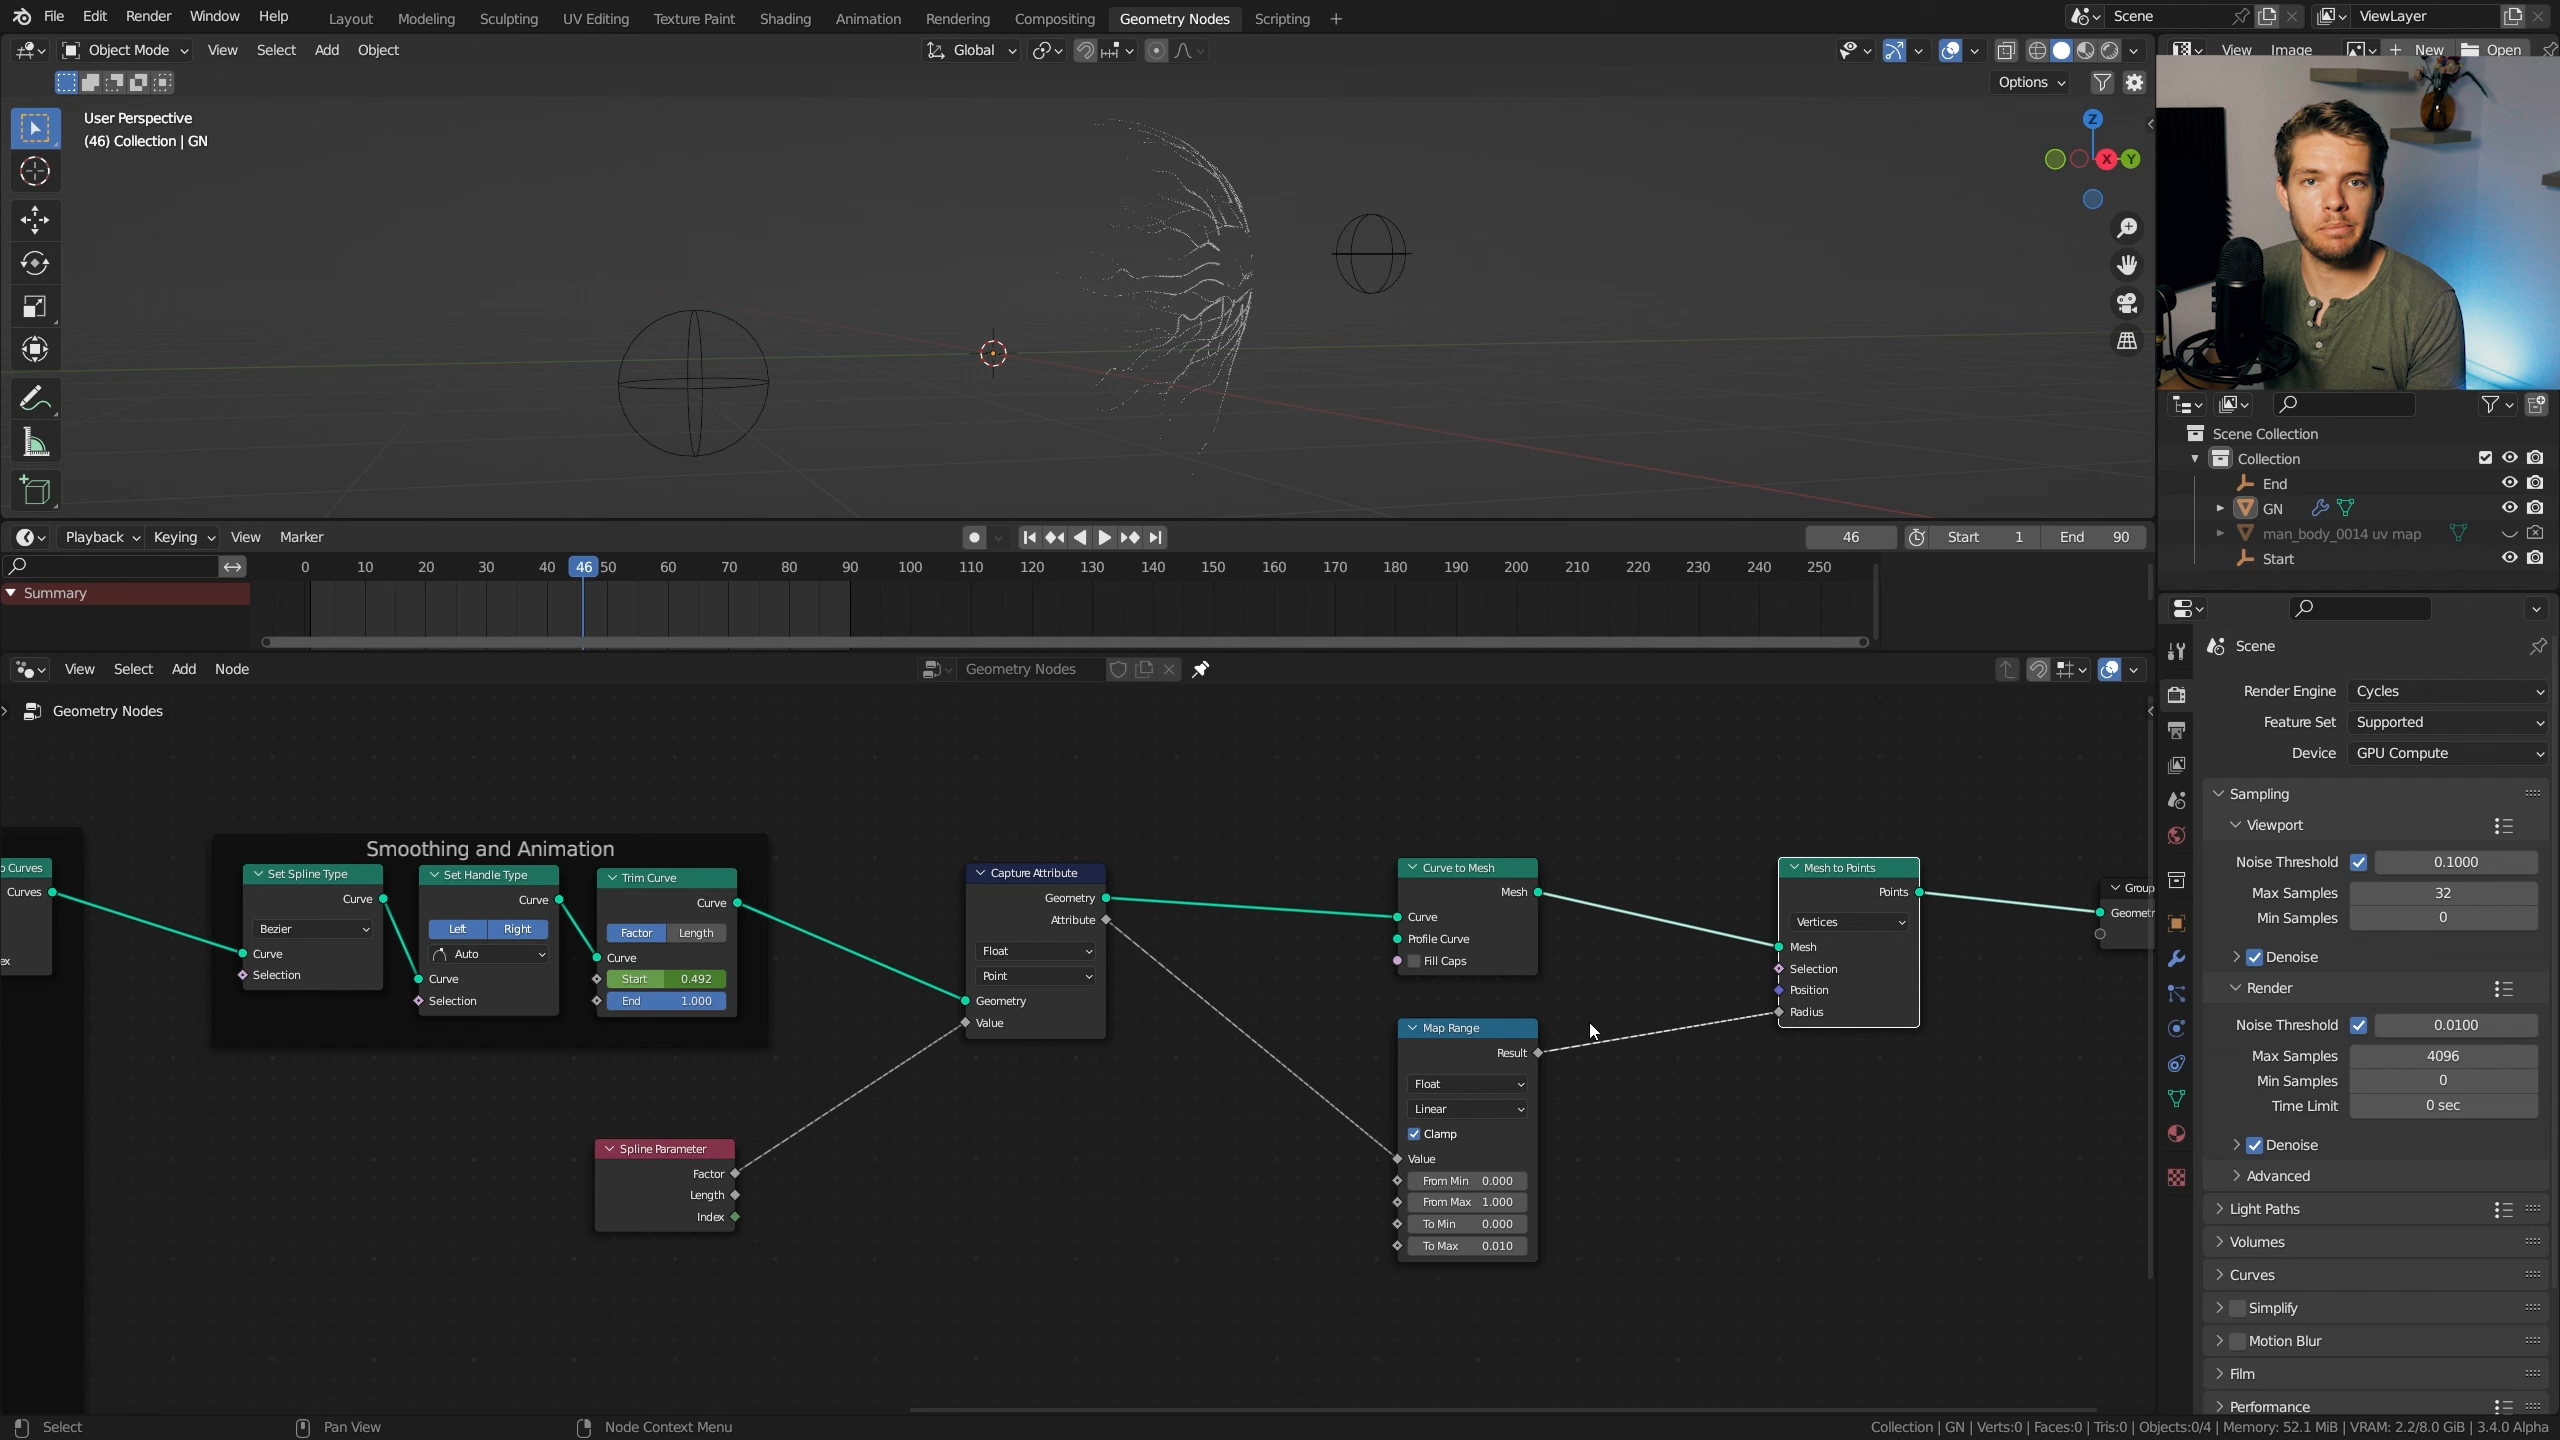 File Edit Render Window Help Layout Modeling Sculpting UV Editing Texture Paint Shading Animation Rendering Compositing Geometry Nodes Scripting + Scene ViewLayer
Object Mode View Select Add Object Global View Image New Open
Options
User Perspective
(46) Collection | GN
Z
X Y
Scene Collection
Collection
End
GN
man_body_0014 uv map
Start
Playback Keying View Marker 46 Start 1 End 90
0 10 20 30 40 46 50 60 70 80 90 100 110 120 130 140 150 160 170 180 190 200 210 220 230 240 250
Summary
View Select Add Node Geometry Nodes
Geometry Nodes
Curves
Smoothing and Animation
Set Spline Type
Curve
Bezier
Curve
Selection
Set Handle Type
Curve
Left Right
Auto
Curve
Selection
Trim Curve
Curve
Factor Length
Curve
Start 0.492
End 1.000
Spline Parameter
Factor
Length
Index
Capture Attribute
Geometry
Attribute
Float
Point
Geometry
Value
Curve to Mesh
Mesh
Curve
Profile Curve
Fill Caps
Map Range
Result
Float
Linear
Clamp
Value
From Min 0.000
From Max 1.000
To Min 0.000
To Max 0.010
Mesh to Points
Points
Vertices
Mesh
Selection
Position
Radius
Group
Geomet
Scene
Render Engine Cycles
Feature Set Supported
Device GPU Compute
Sampling
Viewport
Noise Threshold 0.1000
Max Samples 32
Min Samples 0
Denoise
Render
Noise Threshold 0.0100
Max Samples 4096
Min Samples 0
Time Limit 0 sec
Denoise
Advanced
Light Paths
Volumes
Curves
Simplify
Motion Blur
Film
Performance
Select Pan View Node Context Menu Collection | GN | Verts:0 | Faces:0 | Tris:0 | Objects:0/4 | Memory: 52.1 MiB | VRAM: 2.2/8.0 GiB | 3.4.0 Alpha